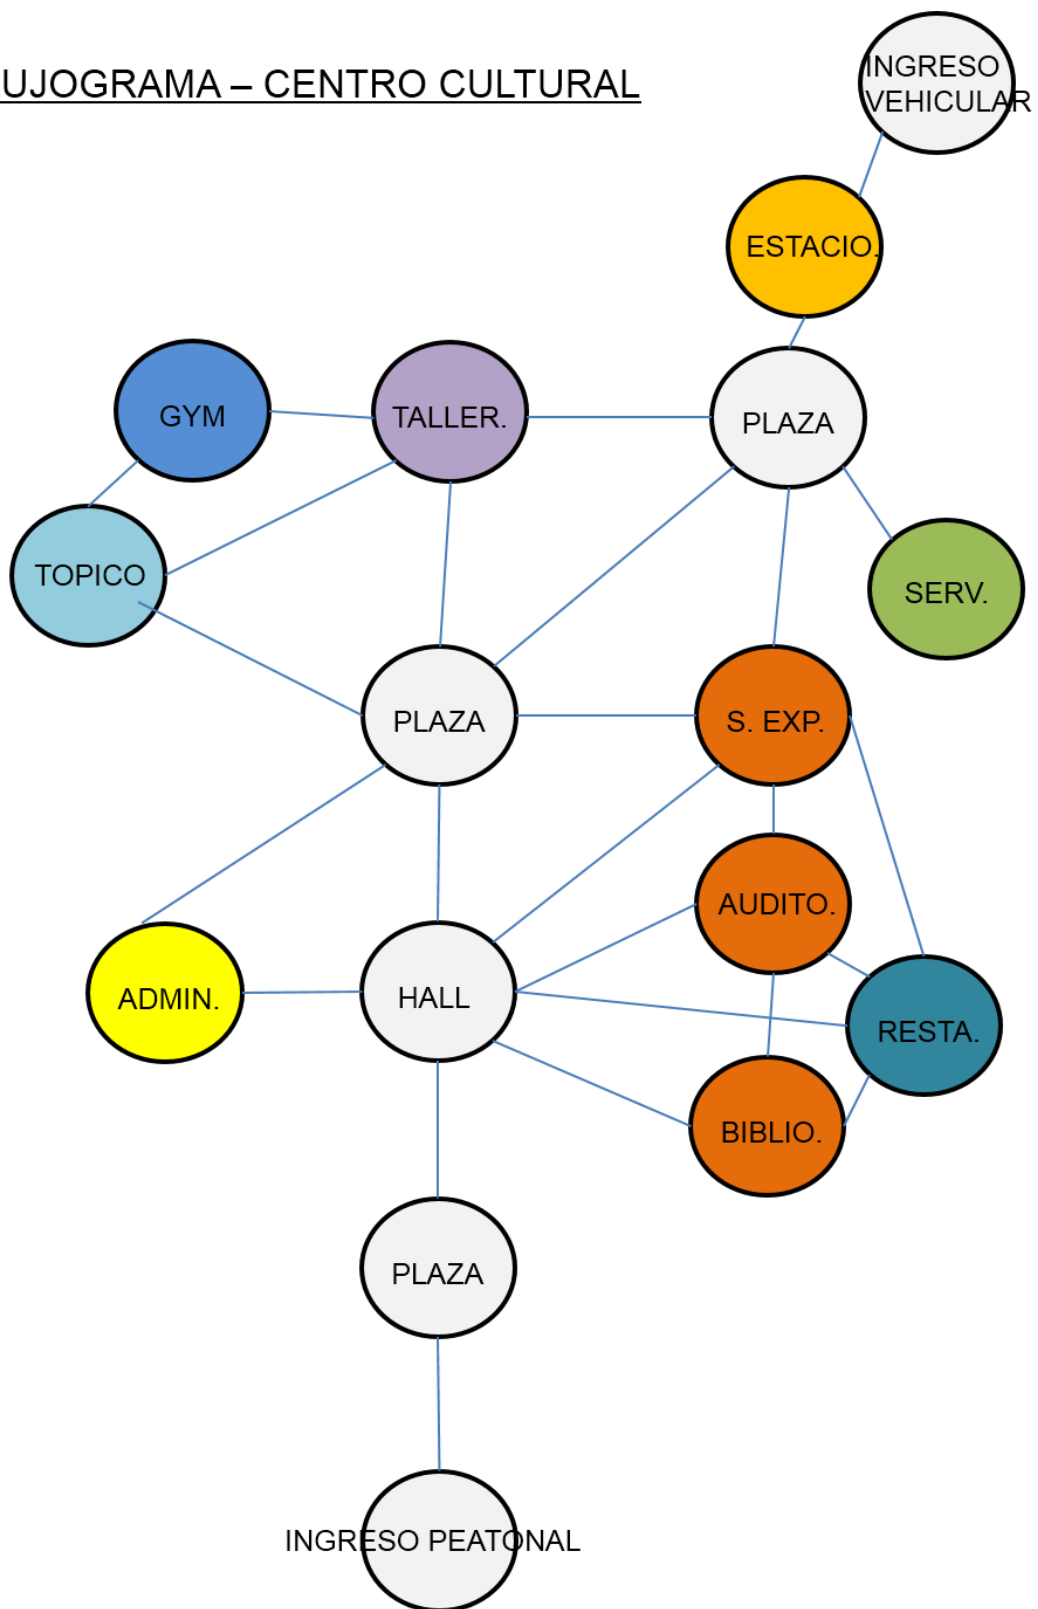 UJOGRAMA – CENTRO CULTURAL
INGRESO
VEHICULAR
ESTACIO.
GYM
TALLER.
PLAZA
TOPICO
SERV.
PLAZA
S. EXP.
AUDITO.
ADMIN.
HALL
RESTA.
BIBLIO.
PLAZA
INGRESO PEATONAL